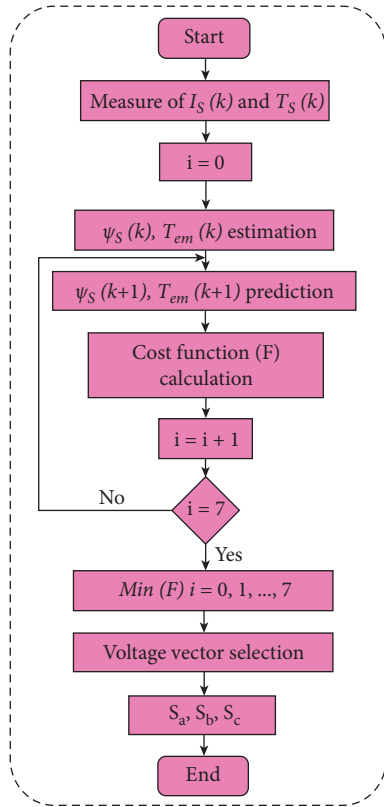 Start
Measure of I_S (k) and T_S (k)
i = 0
ψ_S (k), T_em (k) estimation
ψ_S (k+1), T_em (k+1) prediction
Cost function (F)
calculation
i = i + 1
No
i = 7
Yes
Min (F) i = 0, 1, ..., 7
Voltage vector selection
S_a, S_b, S_c
End